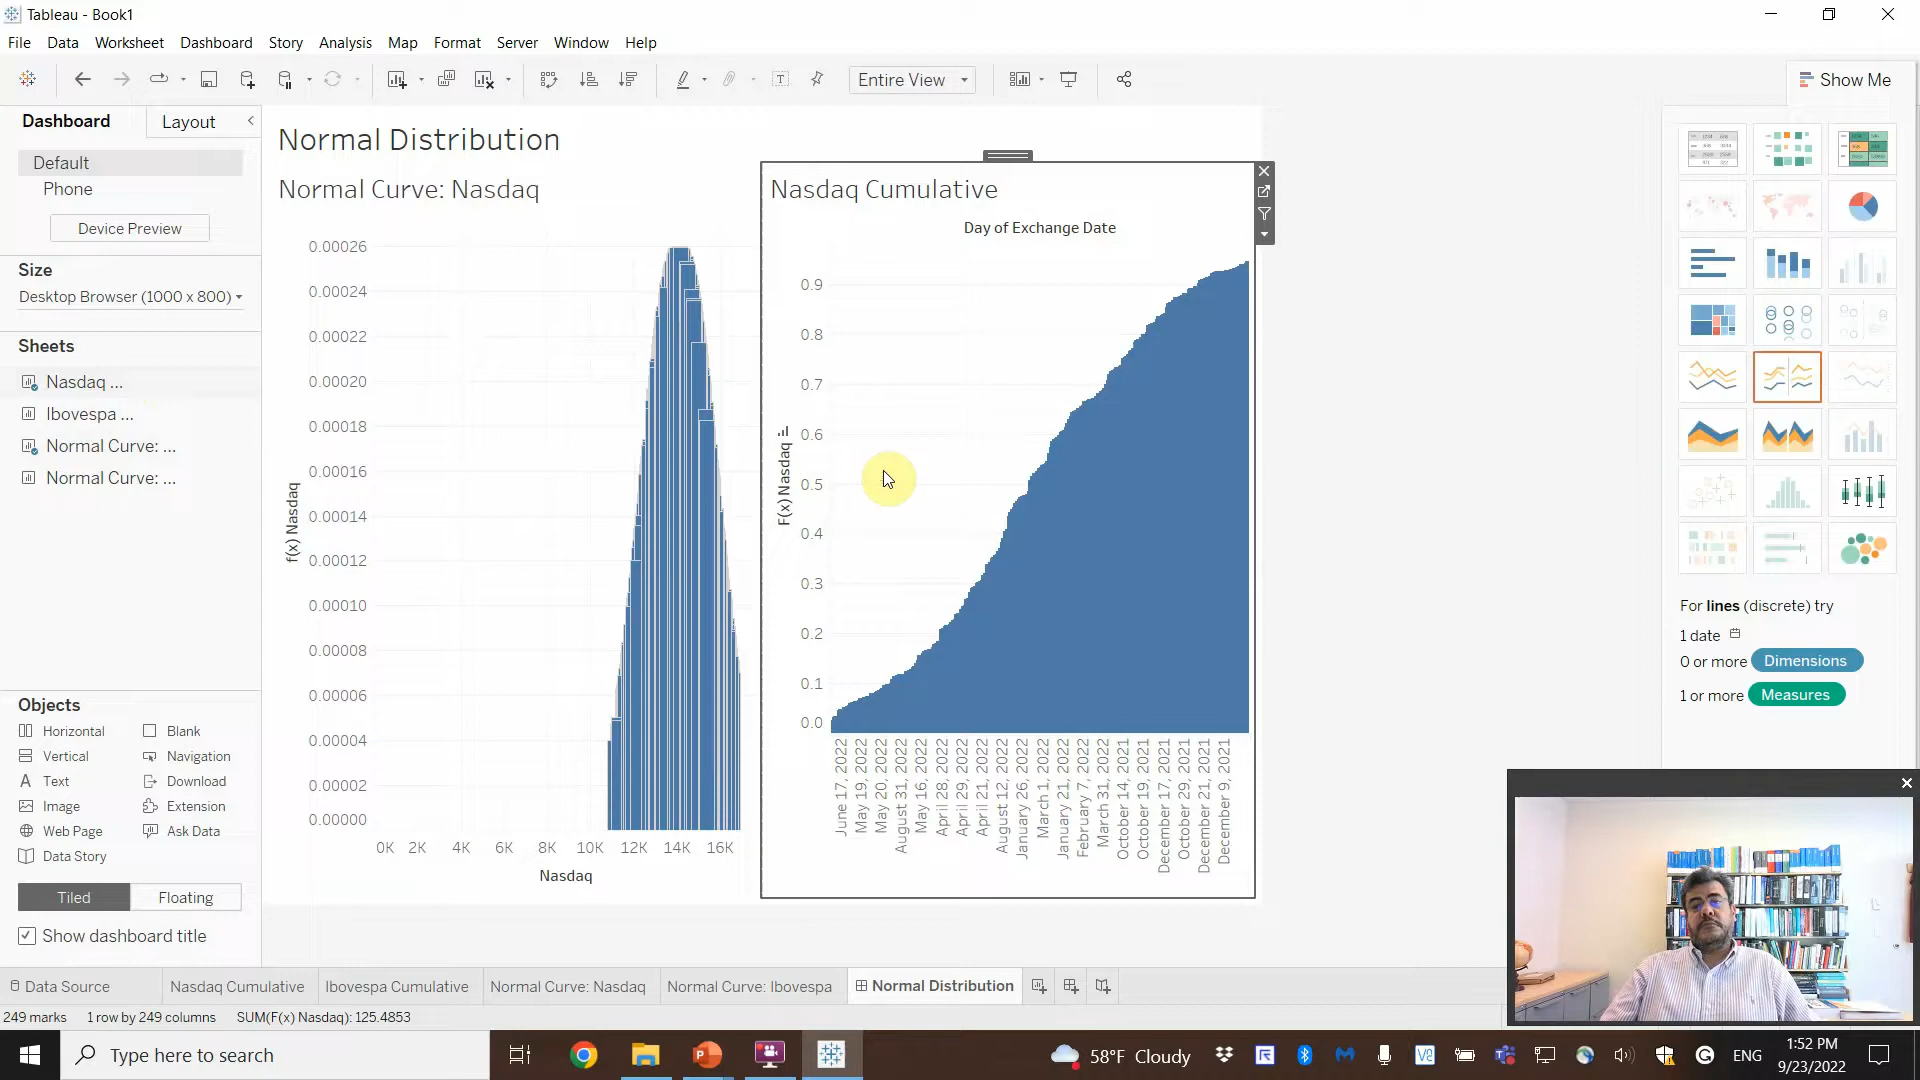 Tableau - Book1
File Data Worksheet Dashboard Story Analysis Map Format Server Window Help
Entire View
Show Me
Dashboard Layout
Default
Phone
Device Preview
Size
Desktop Browser (1000 x 800)
Sheets
Nasdaq ...
Ibovespa ...
Normal Curve: ...
Normal Curve: ...
Objects
Horizontal Blank
Vertical Navigation
Text Download
Image Extension
Web Page Ask Data
Data Story
Tiled Floating
Show dashboard title
Normal Distribution
Normal Curve: Nasdaq
f(x) Nasdaq
0.00026
0.00024
0.00022
0.00020
0.00018
0.00016
0.00014
0.00012
0.00010
0.00008
0.00006
0.00004
0.00002
0.00000
0K 2K 4K 6K 8K 10K 12K 14K 16K
Nasdaq
Nasdaq Cumulative
Day of Exchange Date
F(x) Nasdaq
0.9
0.8
0.7
0.6
0.5
0.4
0.3
0.2
0.1
0.0
June 17, 2022
May 19, 2022
May 20, 2022
August 31, 2022
May 16, 2022
April 28, 2022
April 29, 2022
April 21, 2022
August 12, 2022
January 26, 2022
March 1, 2022
January 21, 2022
February 7, 2022
March 31, 2022
October 14, 2021
October 19, 2021
December 17, 2021
October 29, 2021
December 21, 2021
December 9, 2021
For lines (discrete) try
1 date
0 or more Dimensions
1 or more Measures
Data Source Nasdaq Cumulative Ibovespa Cumulative Normal Curve: Nasdaq Normal Curve: Ibovespa Normal Distribution
249 marks 1 row by 249 columns SUM(F(x) Nasdaq): 125.4853
Type here to search
58°F Cloudy
ENG
1:52 PM
9/23/2022